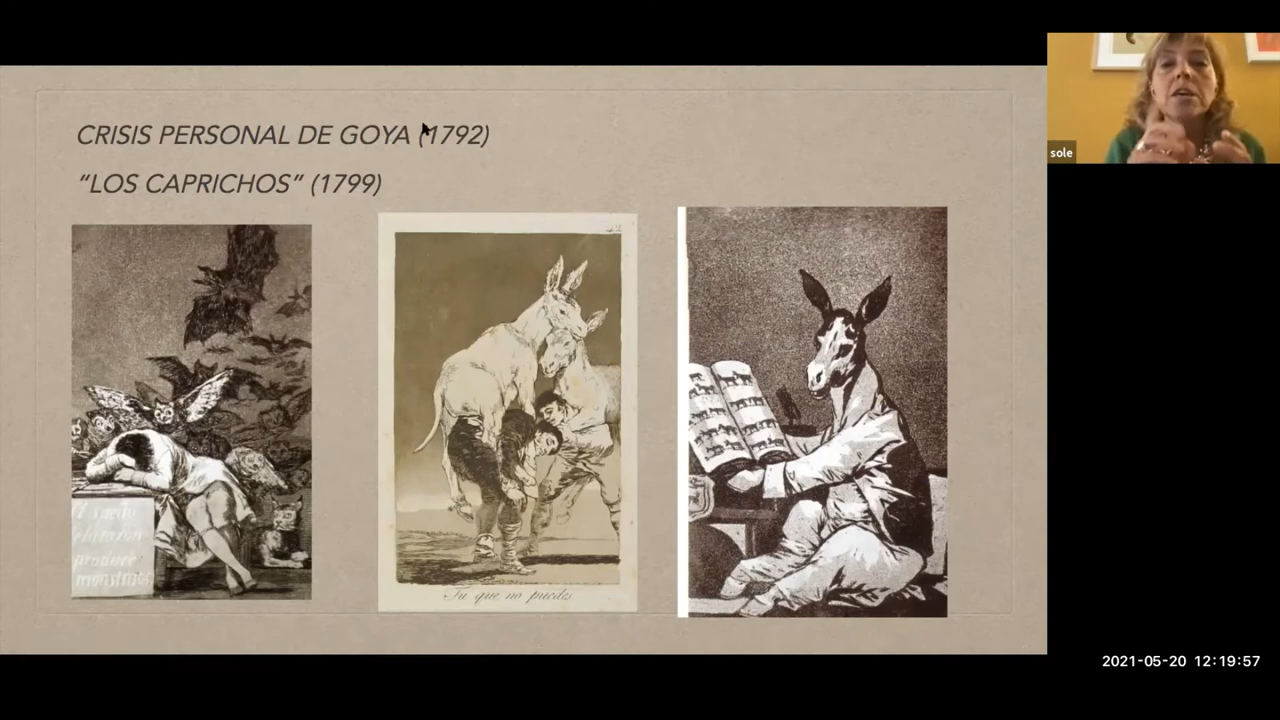 CRISIS PERSONAL DE GOYA (1792)
“LOS CAPRICHOS” (1799)
sole
El sueño
de la razon
produce
monstruos
Tu que no puedes.
2021-05-20 12:19:57